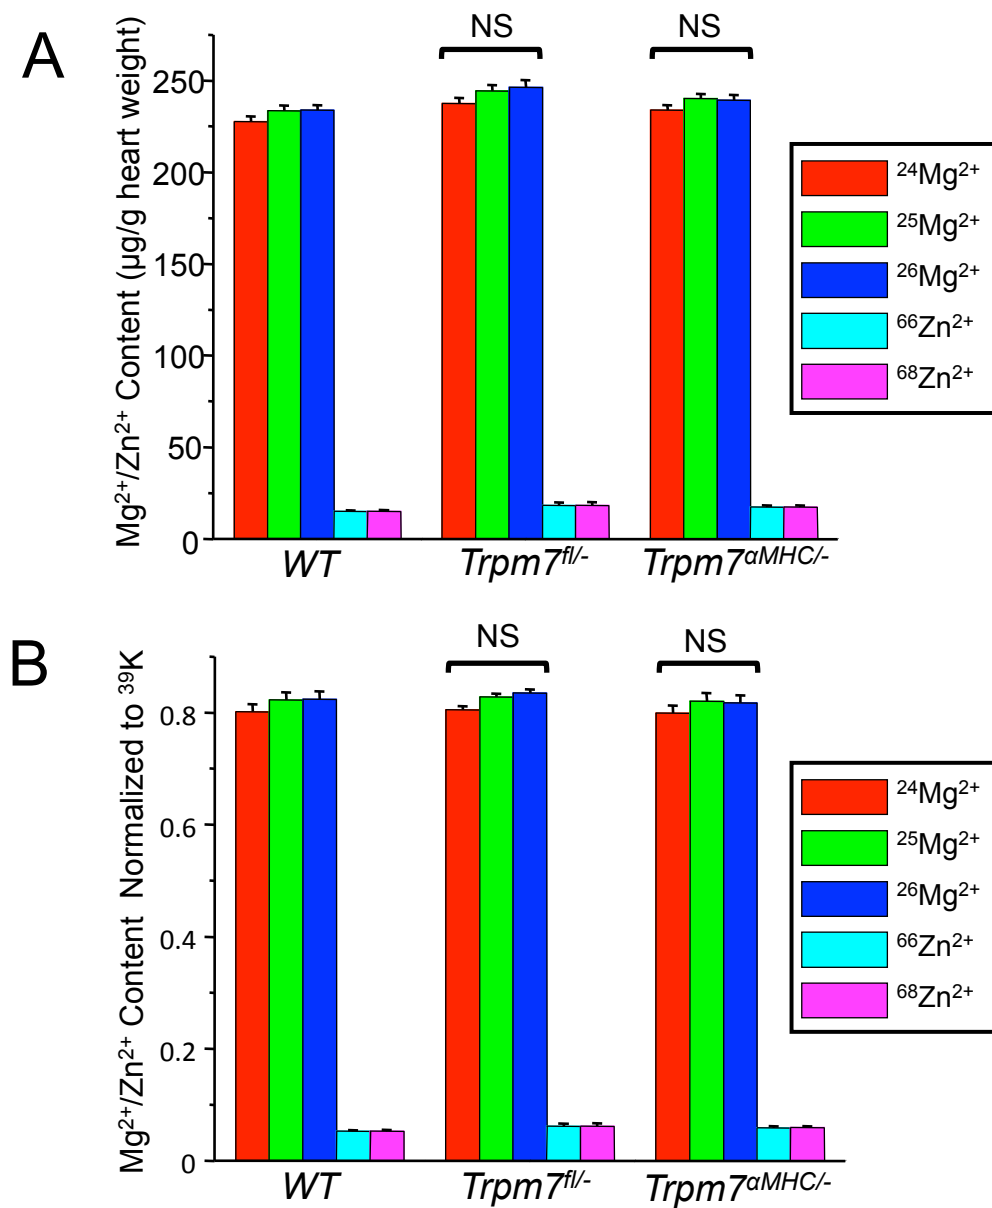 A
NS
NS
Mg²⁺/Zn²⁺ Content (µg/g heart weight)
250
200
150
100
50
0
²⁴Mg²⁺
²⁵Mg²⁺
²⁶Mg²⁺
⁶⁶Zn²⁺
⁶⁸Zn²⁺
WT
Trpm7ᶠˡ/⁻
Trpm7ᵅᴹᴴᶜ/⁻
B
NS
NS
Mg²⁺/Zn²⁺ Content Normalized to ³⁹K
0.8
0.6
0.4
0.2
0
²⁴Mg²⁺
²⁵Mg²⁺
²⁶Mg²⁺
⁶⁶Zn²⁺
⁶⁸Zn²⁺
WT
Trpm7ᶠˡ/⁻
Trpm7ᵅᴹᴴᶜ/⁻